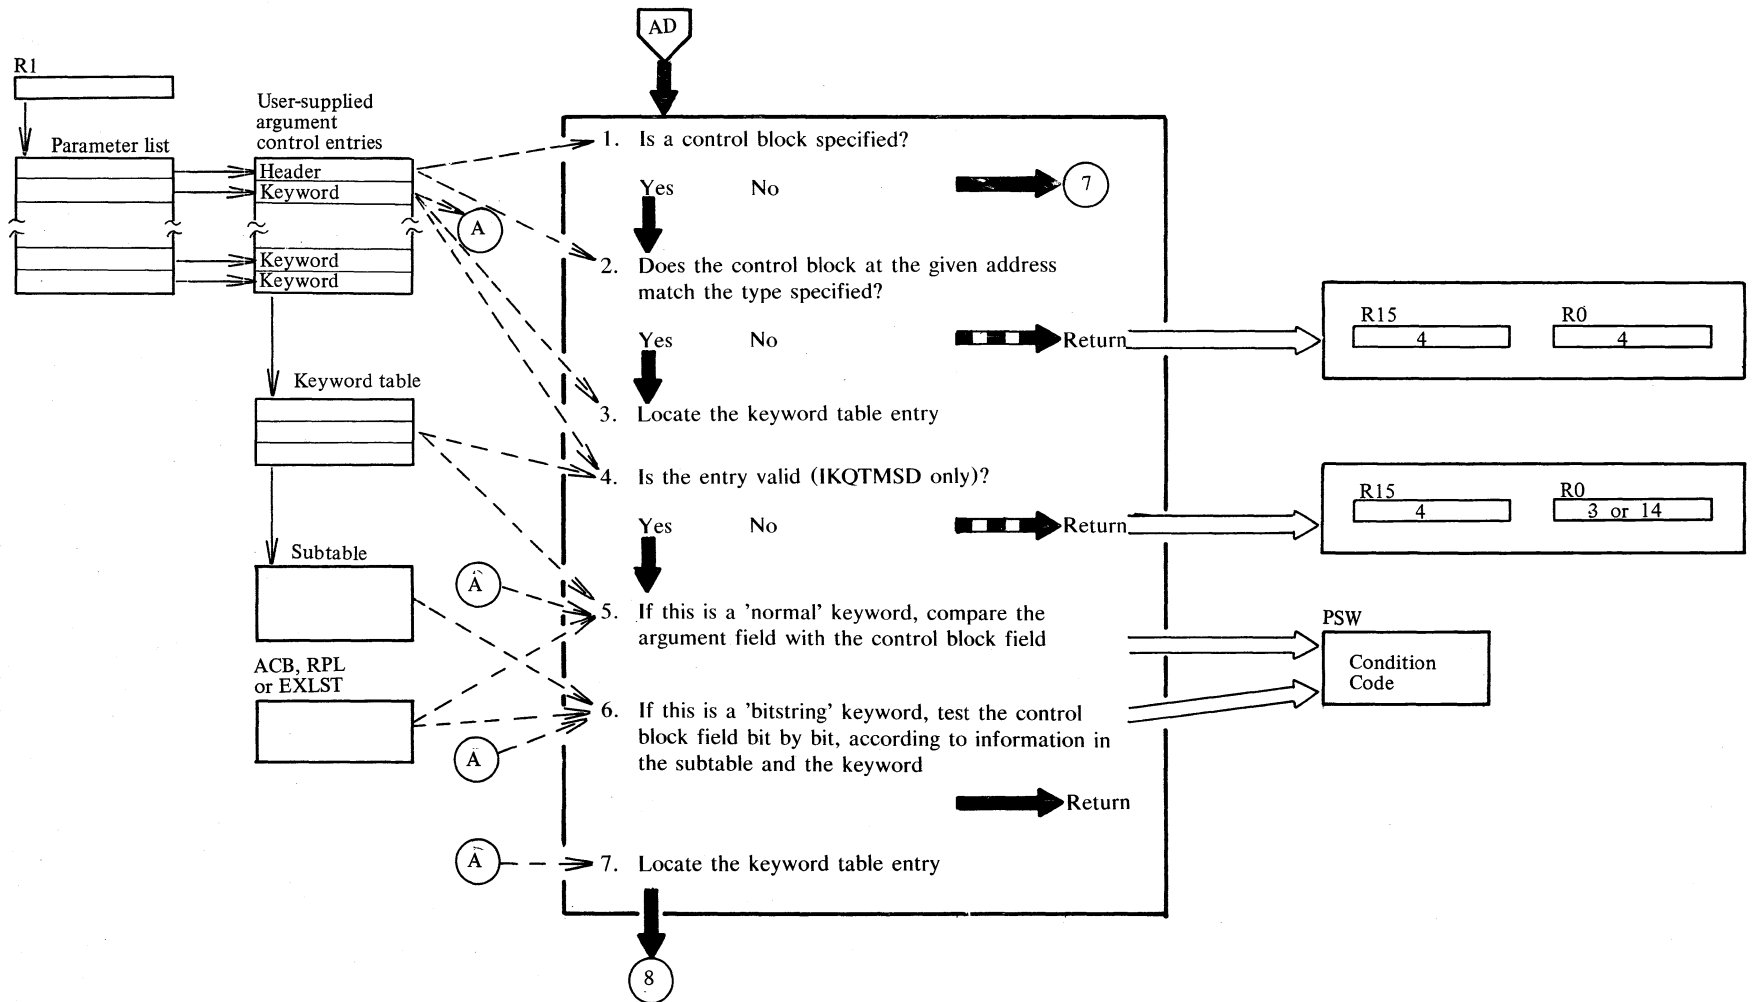 AD
R1
Parameter list
User-supplied
argument
control entries
Header
Keyword
Keyword
Keyword
A
1. Is a control block specified?
Yes No
7
2. Does the control block at the given address
match the type specified?
Yes No
Return
R15 R0
4 4
3. Locate the keyword table entry
Keyword table
4. Is the entry valid (IKQTMSD only)?
Yes No
Return
R15 R0
4 3 or 14
Subtable
A
5. If this is a 'normal' keyword, compare the
argument field with the control block field
PSW
Condition
Code
ACB, RPL
or EXLST
A
6. If this is a 'bitstring' keyword, test the control
block field bit by bit, according to information in
the subtable and the keyword
Return
A
7. Locate the keyword table entry
8